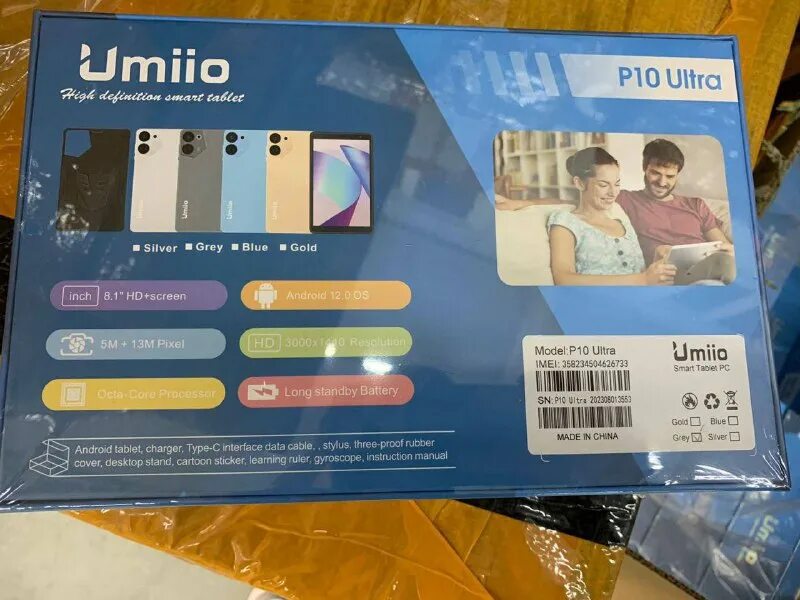 Umiio
High definition smart tablet
P10 Ultra
Umiio
Umiio
Umiio
Umiio
Silver Grey Blue Gold
inch 8.1" HD+screen
Android 12.0 OS
5M + 13M Pixel
HD 3000x1440 Resolution
Octa-Core Processor
Long standby Battery
Android tablet, charger, Type-C interface data cable, , stylus, three-proof rubber
cover, desktop stand, cartoon sticker, learning ruler, gyroscope, instruction manual
Model:P10 Ultra
IMEI: 358234504626733
SN:P10 Ultra 202308013553
MADE IN CHINA
Umiio
Smart Tablet PC
Gold Blue
Grey Silver
Umiio